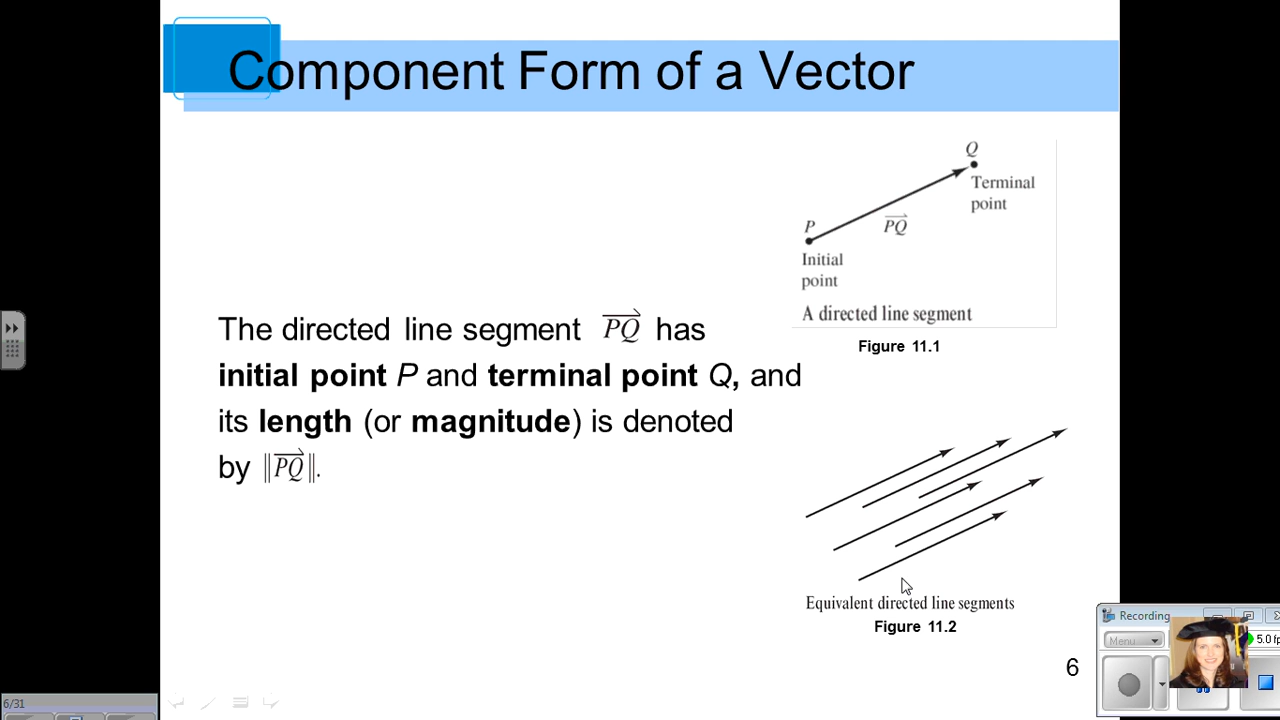 Component Form of a Vector
Q
Terminal
point
P
PQ
Initial
point
A directed line segment
Figure 11.1
The directed line segment PQ has
initial point P and terminal point Q, and
its length (or magnitude) is denoted
by ||PQ||.
Equivalent directed line segments
Figure 11.2
Recording
Menu
5.0 fp
6
6/31